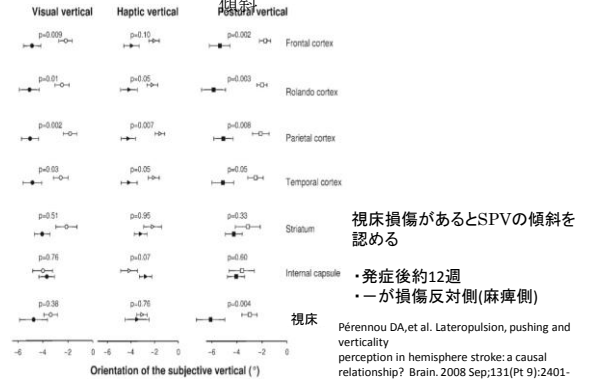 傾斜
Visual vertical Haptic vertical Postural vertical
p=0.009 p=0.10 p=0.002 Frontal cortex
p=0.01 p=0.05 p=0.003 Rolando cortex
p=0.002 p=0.007 p=0.008 Parietal cortex
p=0.03 p=0.05 p=0.05 Temporal cortex
p=0.51 p=0.95 p=0.33 Striatum
p=0.76 p=0.07 p=0.60 Internal capsule
p=0.38 p=0.76 p=0.004 視床
-6 -4 -2 0 -6 -4 -2 0 -6 -4 -2 0
Orientation of the subjective vertical (°)
視床損傷があるとSPVの傾斜を
認める
・発症後約12週
・ーが損傷反対側(麻痺側)
Pérennou DA,et al. Lateropulsion, pushing and
verticality
perception in hemisphere stroke: a causal
relationship? Brain. 2008 Sep;131(Pt 9):2401-